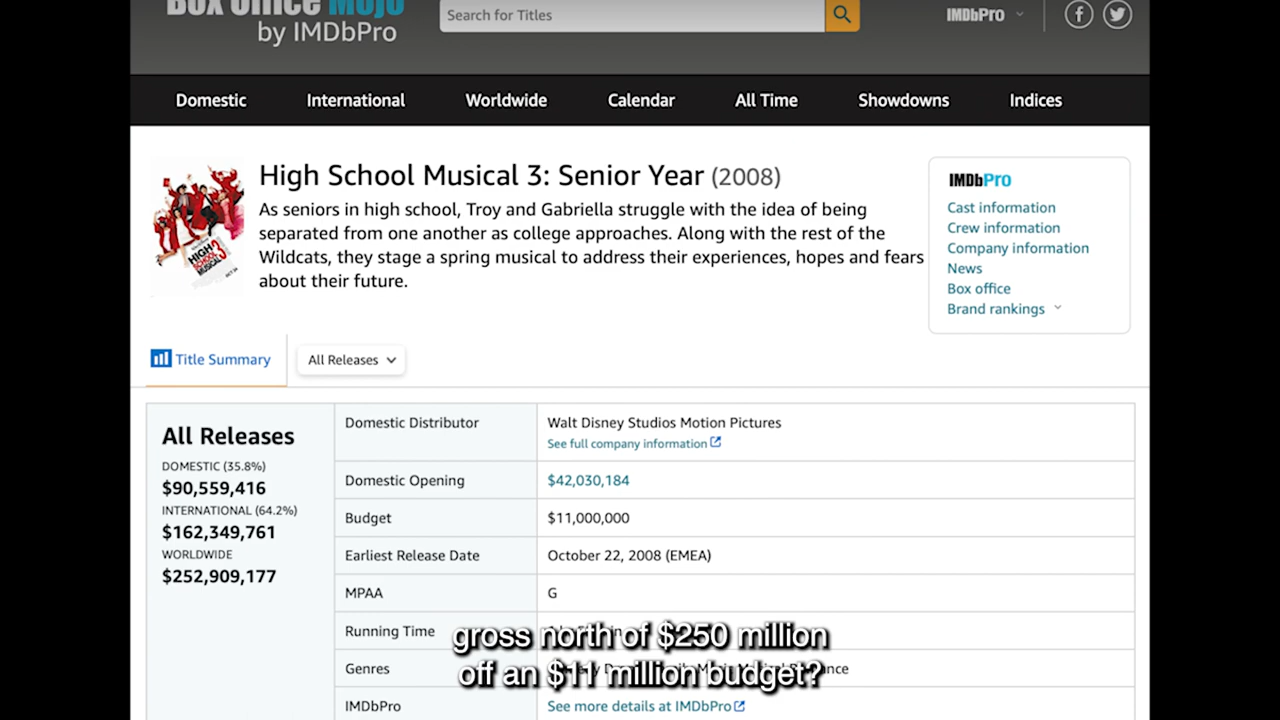 Box Office Mojo
by IMDbPro
Search for Titles
IMDbPro
Domestic
International
Worldwide
Calendar
All Time
Showdowns
Indices
High School Musical 3: Senior Year (2008)
As seniors in high school, Troy and Gabriella struggle with the idea of being
separated from one another as college approaches. Along with the rest of the
Wildcats, they stage a spring musical to address their experiences, hopes and fears
about their future.
HIGH SCHOOL MUSICAL 3
IMDbPro
Cast information
Crew information
Company information
News
Box office
Brand rankings
Title Summary
All Releases
All Releases
DOMESTIC (35.8%)
$90,559,416
INTERNATIONAL (64.2%)
$162,349,761
WORLDWIDE
$252,909,177
Domestic Distributor
Walt Disney Studios Motion Pictures
See full company information
Domestic Opening
$42,030,184
Budget
$11,000,000
Earliest Release Date
October 22, 2008 (EMEA)
MPAA
G
Running Time
Genres
IMDbPro
See more details at IMDbPro
gross north of $250 million
off an $11 million budget?